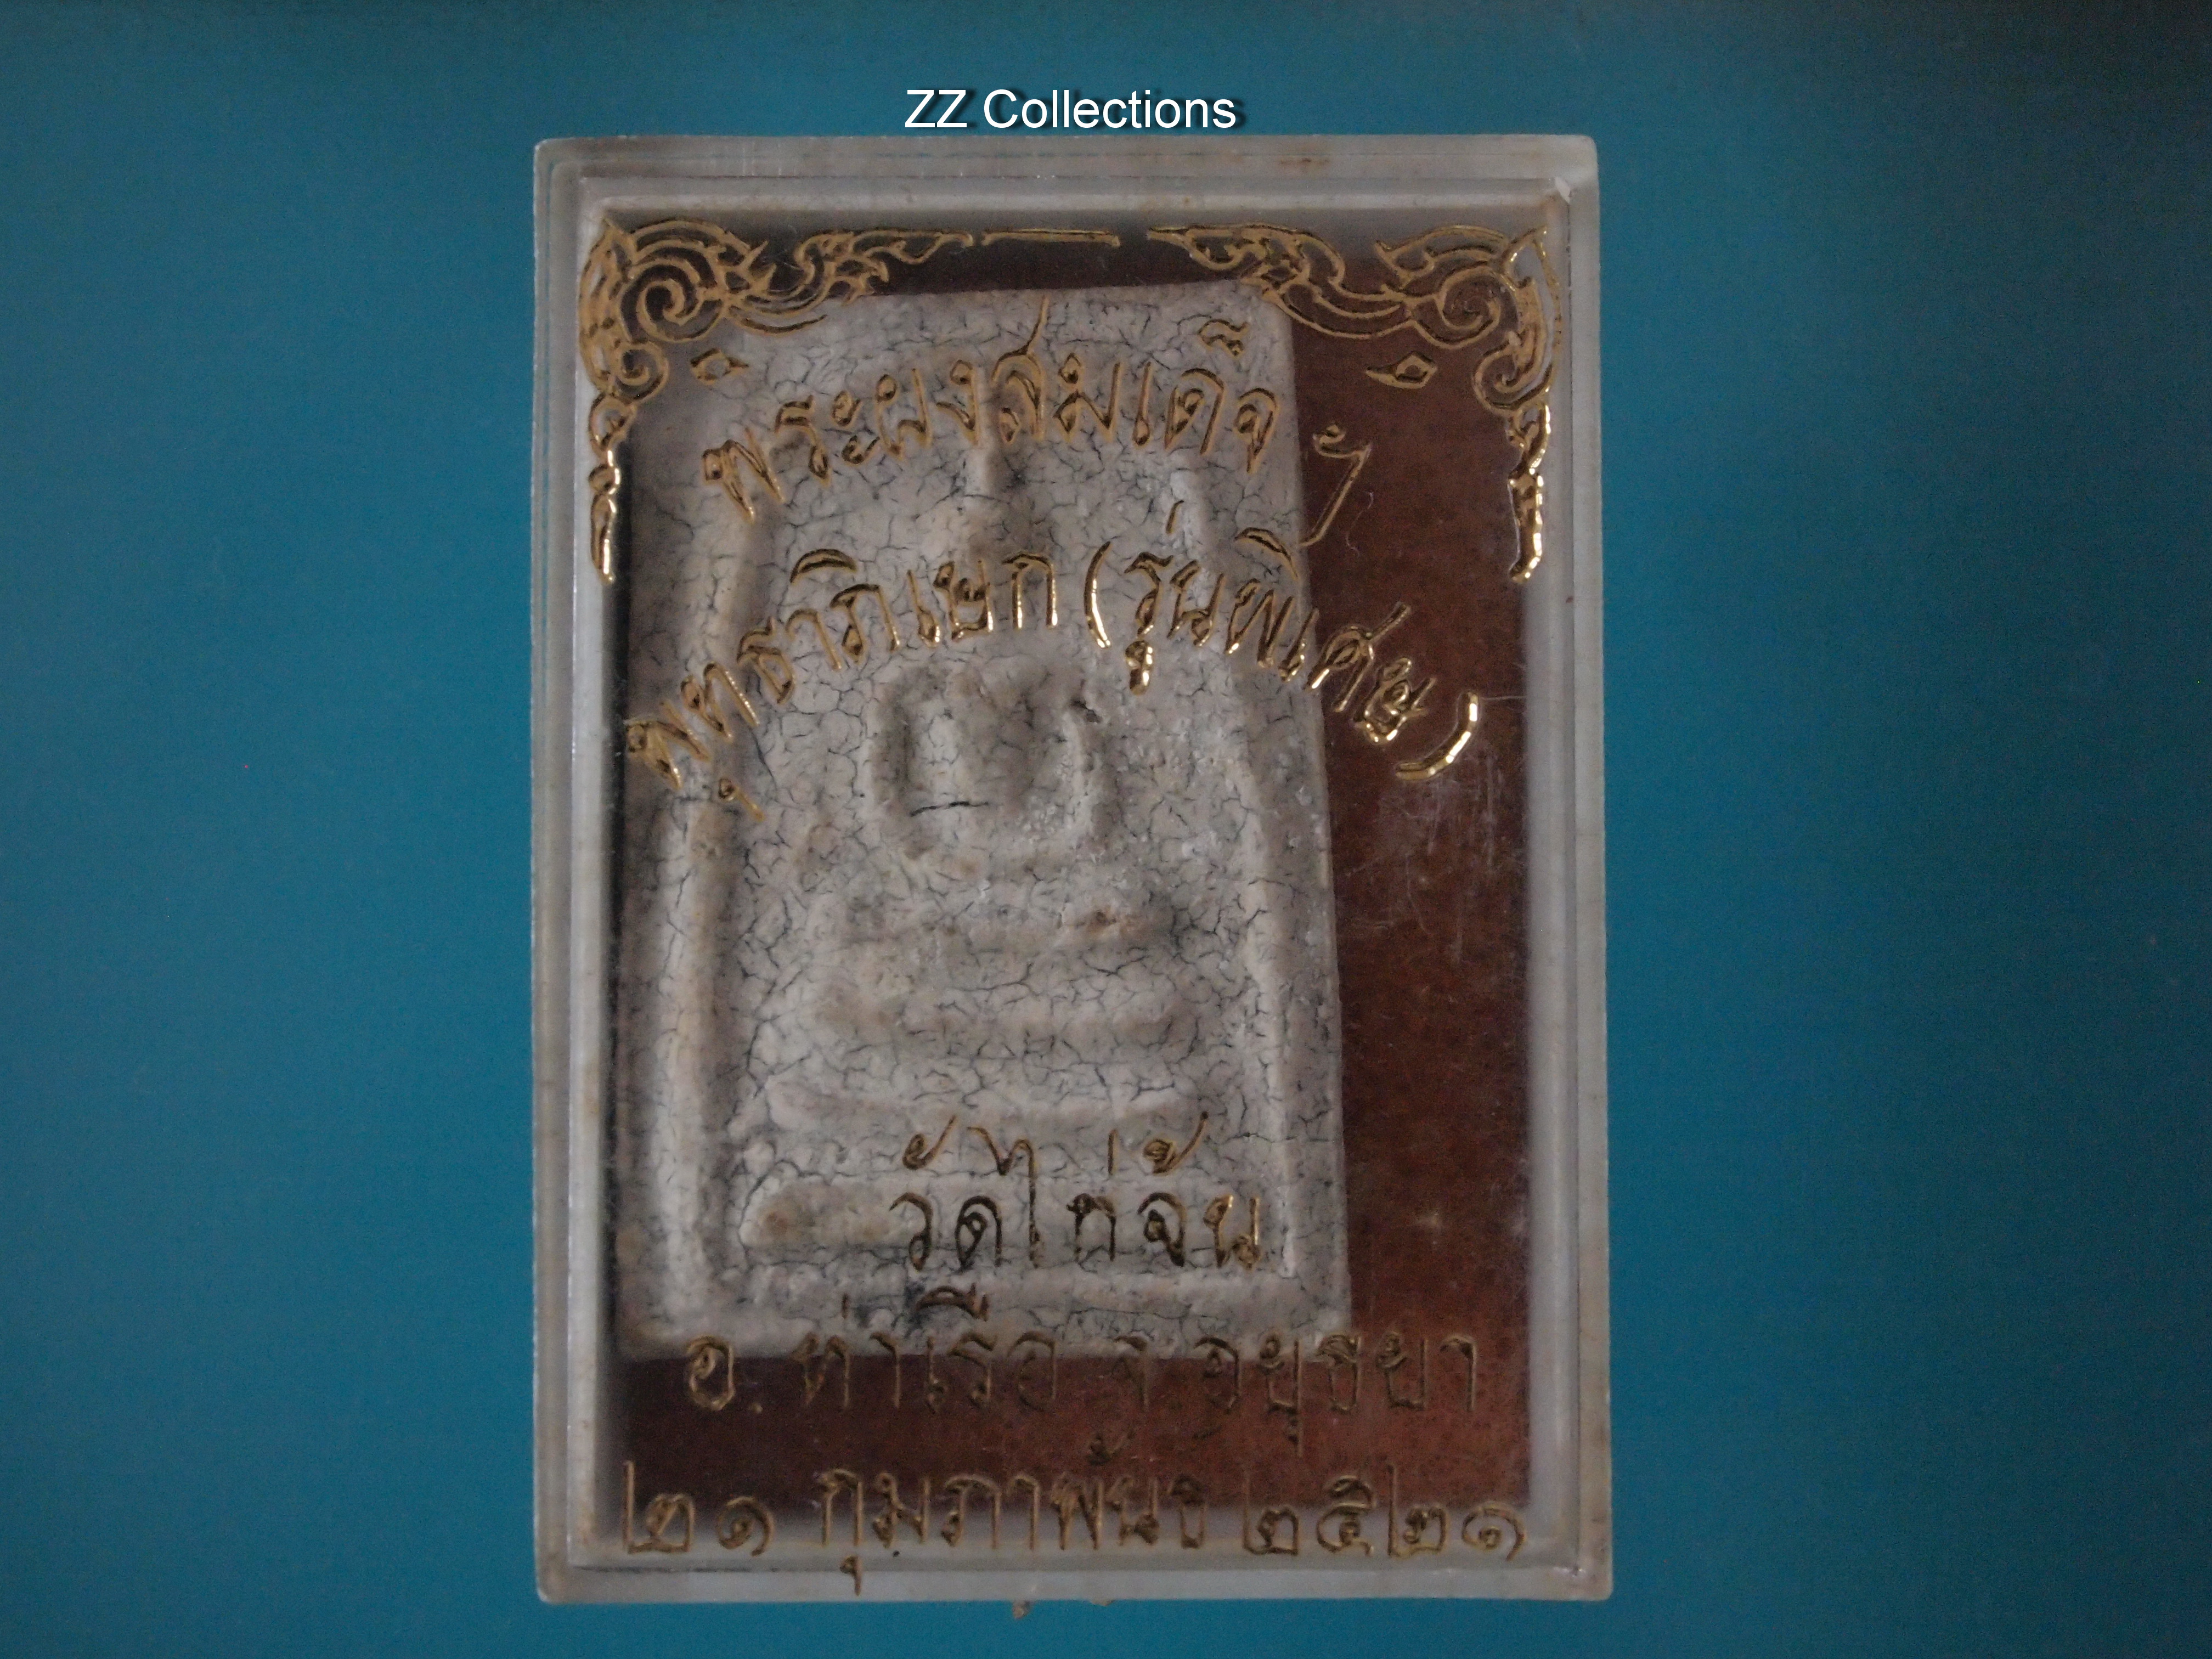 ZZ Collections
พระผงสมเด็จฯ
พุทธาภิเษก (รุ่นพิเศษ)
วัดไก่จ้น
อ. ท่าเรือ จ. อยุธยา
๒๑ กุมภาพันธ์ ๒๕๒๑